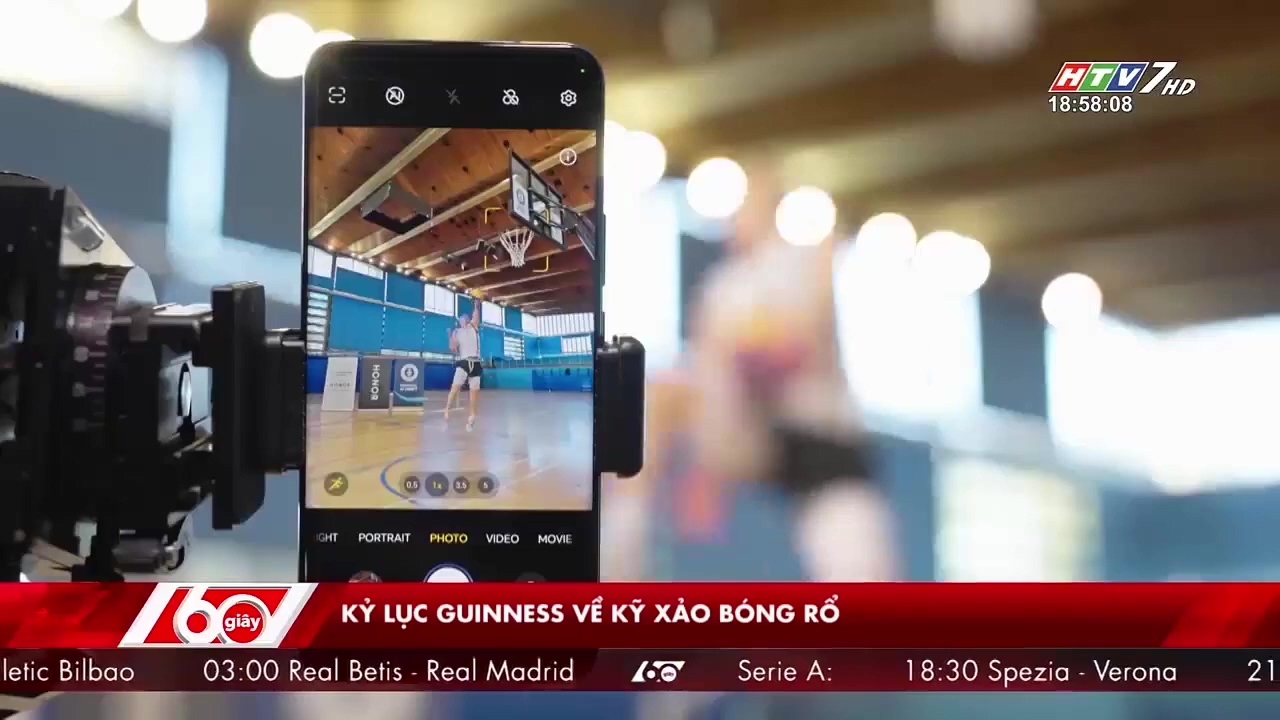 HTV7 HD
18:58:08
HONOR
0.5 1x 3.5 5
IGHT PORTRAIT PHOTO VIDEO MOVIE
60 giây
KỶ LỤC GUINNESS VỀ KỸ XẢO BÓNG RỔ
letic Bilbao 03:00 Real Betis - Real Madrid 60 giây Serie A: 18:30 Spezia - Verona 21